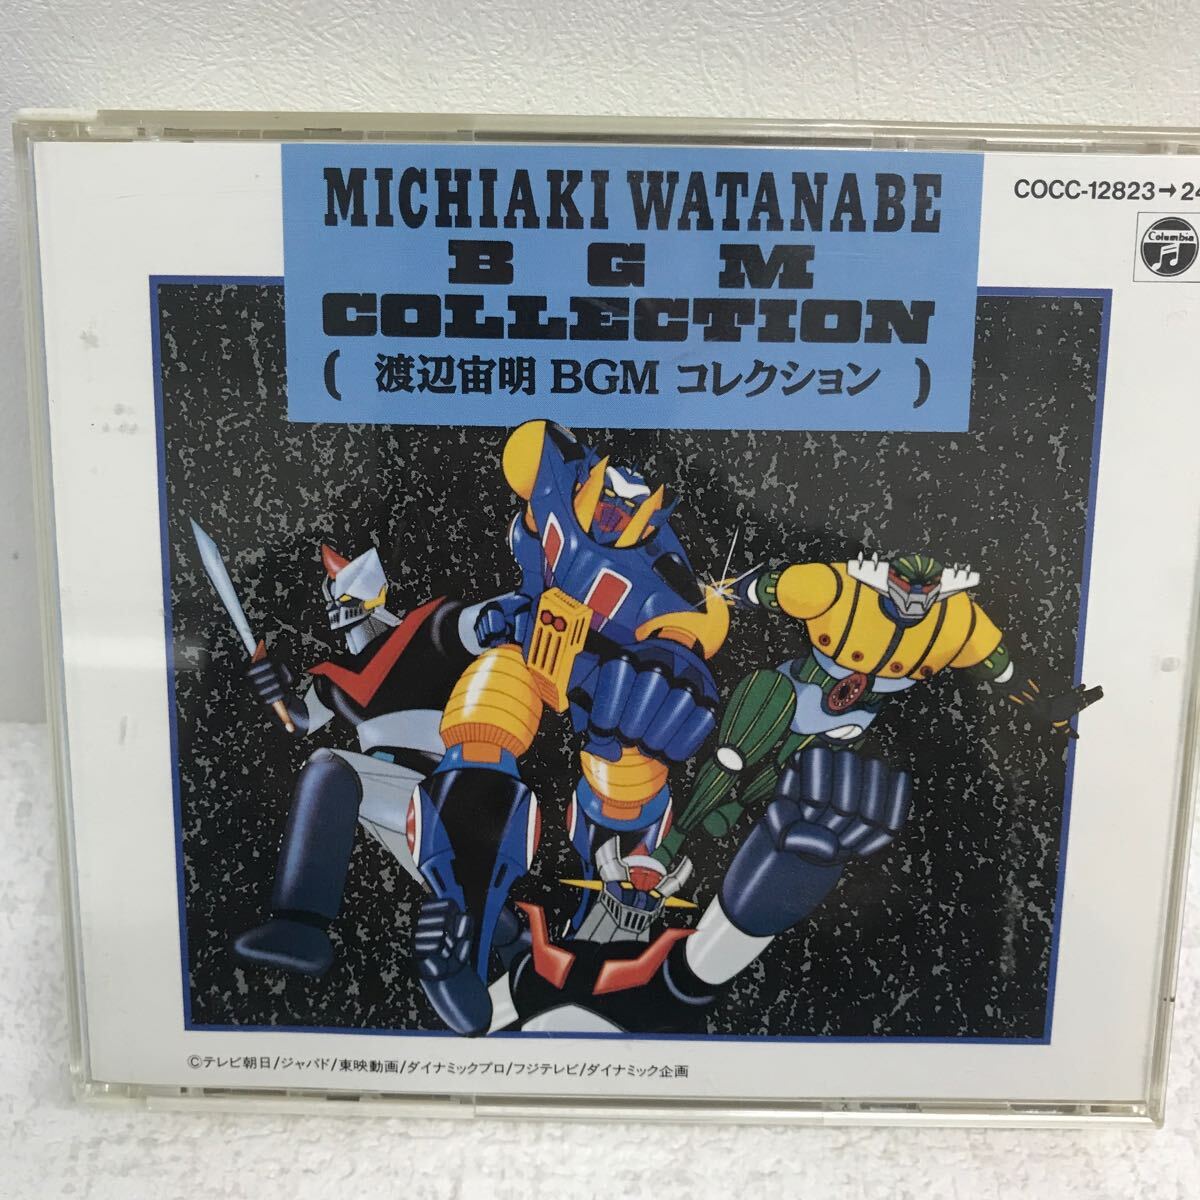 MICHIAKI WATANABE
BGM
COLLECTION
( 渡辺宙明 BGM コレクション )
COCC-12823→24
Columbia
©テレビ朝日/ジャパド/東映動画/ダイナミックプロ/フジテレビ/ダイナミック企画